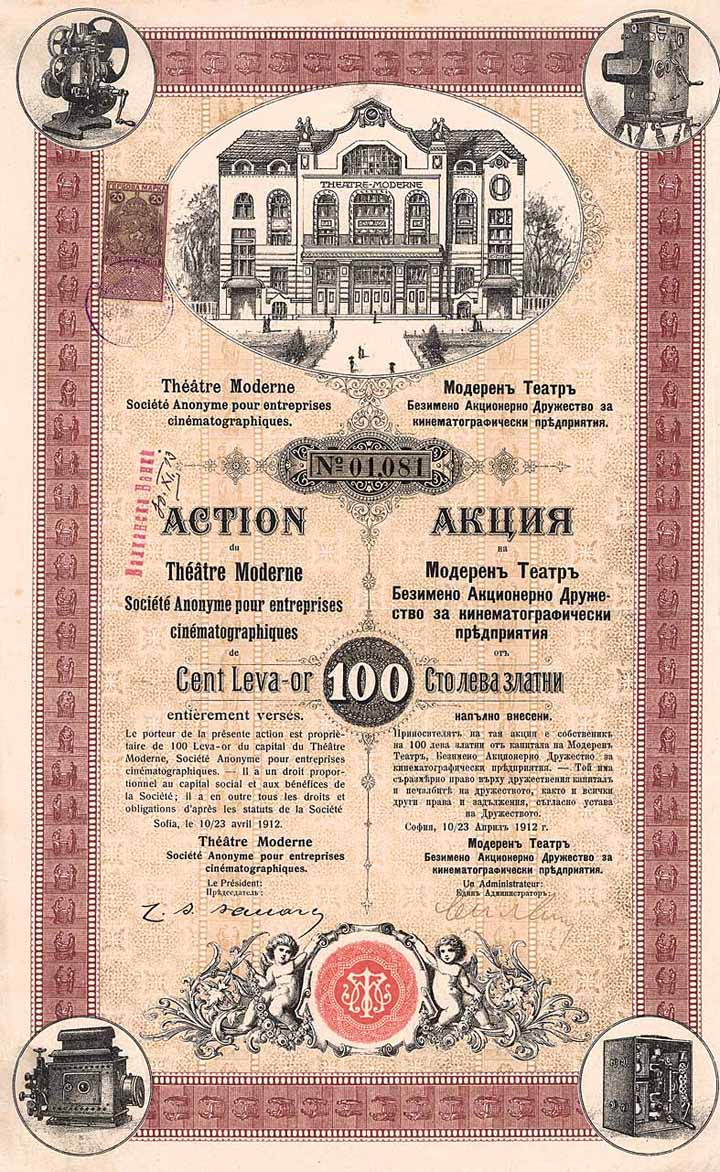 THEATRE-MODERNE
ГЕРБОВА МАРКА
20 20
Théâtre Moderne
Société Anonyme pour entreprises
cinématographiques.
Модеренъ Театръ
Безимено Акционерно Дружество за
кинематографически прѣдприятия.
№ 01,081
ACTION
du
Théâtre Moderne
Société Anonyme pour entreprises
cinématographiques
de
Cent Leva-or
entièrement versés.
АКЦИЯ
на
Модеренъ Театръ
Безимено Акционерно Друже-
ство за кинематографически
прѣдприятия
отъ
Сто лева златни
напълно внесени.
100
Le porteur de la présente action est proprié-
taire de 100 Leva-or du capital du Théâtre
Moderne, Société Anonyme pour entreprises
cinématographiques. — Il a un droit propor-
tionnel au capital social et aux bénéfices de
la Société; il a en outre tous les droits et
obligations d'après les statuts de la Société
Sofia, le 10/23 avril 1912.
Théâtre Moderne
Société Anonyme pour entreprises
cinématographiques.
Le Président:
Прѣдседатель:
Приносительтъ на тая акция е собственикъ
на 100 лева златни отъ капитала на Модеренъ
Театръ, Безимено Акционерно Дружество за
кинематографически прѣдприятия. — Той има
съразмѣрно право върху дружествения капиталъ
и печалбитѣ на дружеството, както и всички
други права и задължения, съгласно устава
на Дружеството.
София, 10/23 Априлъ 1912 г.
Модеренъ Театръ
Безимено Акционерно Дружество за
кинематографически прѣдприятия.
Un Administrateur:
Единъ Администраторъ:
Балканска Банка